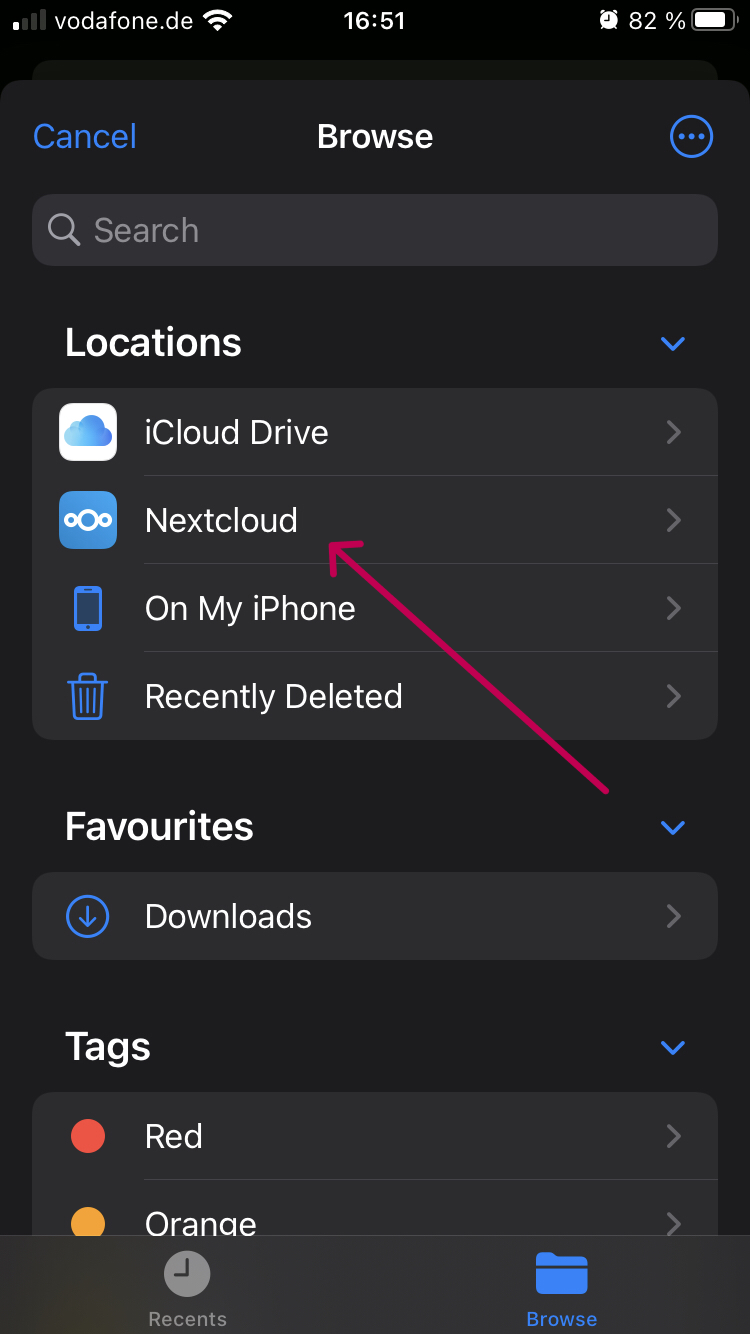 vodafone.de 16:51 82 %
Cancel Browse
Search
Locations
iCloud Drive
Nextcloud
On My iPhone
Recently Deleted
Favourites
Downloads
Tags
Red
Orange
Recents Browse